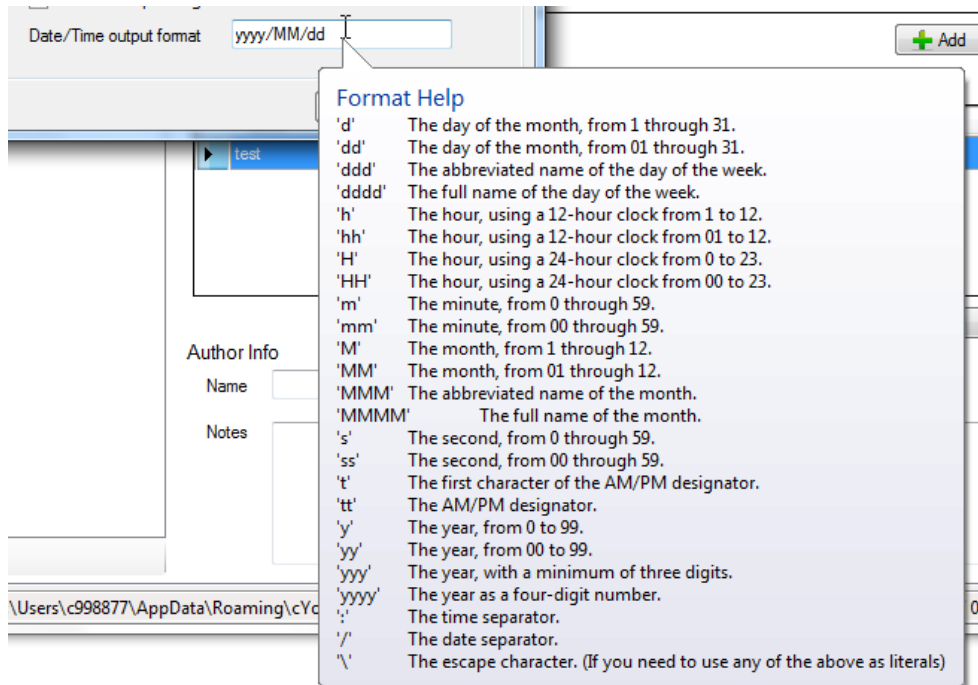 Date/Time output format yyyy/MM/dd
Add
Format Help
'd' The day of the month, from 1 through 31.
'dd' The day of the month, from 01 through 31.
test
'ddd' The abbreviated name of the day of the week.
'dddd' The full name of the day of the week.
'h' The hour, using a 12-hour clock from 1 to 12.
'hh' The hour, using a 12-hour clock from 01 to 12.
'H' The hour, using a 24-hour clock from 0 to 23.
'HH' The hour, using a 24-hour clock from 00 to 23.
'm' The minute, from 0 through 59.
'mm' The minute, from 00 through 59.
'M' The month, from 1 through 12.
'MM' The month, from 01 through 12.
'MMM' The abbreviated name of the month.
'MMMM' The full name of the month.
's' The second, from 0 through 59.
'ss' The second, from 00 through 59.
't' The first character of the AM/PM designator.
'tt' The AM/PM designator.
'y' The year, from 0 to 99.
'yy' The year, from 00 to 99.
'yyy' The year, with a minimum of three digits.
'yyyy' The year as a four-digit number.
':' The time separator.
'/' The date separator.
'\' The escape character. (If you need to use any of the above as literals)
Author Info
Name
Notes
\Users\c998877\AppData\Roaming\cYo